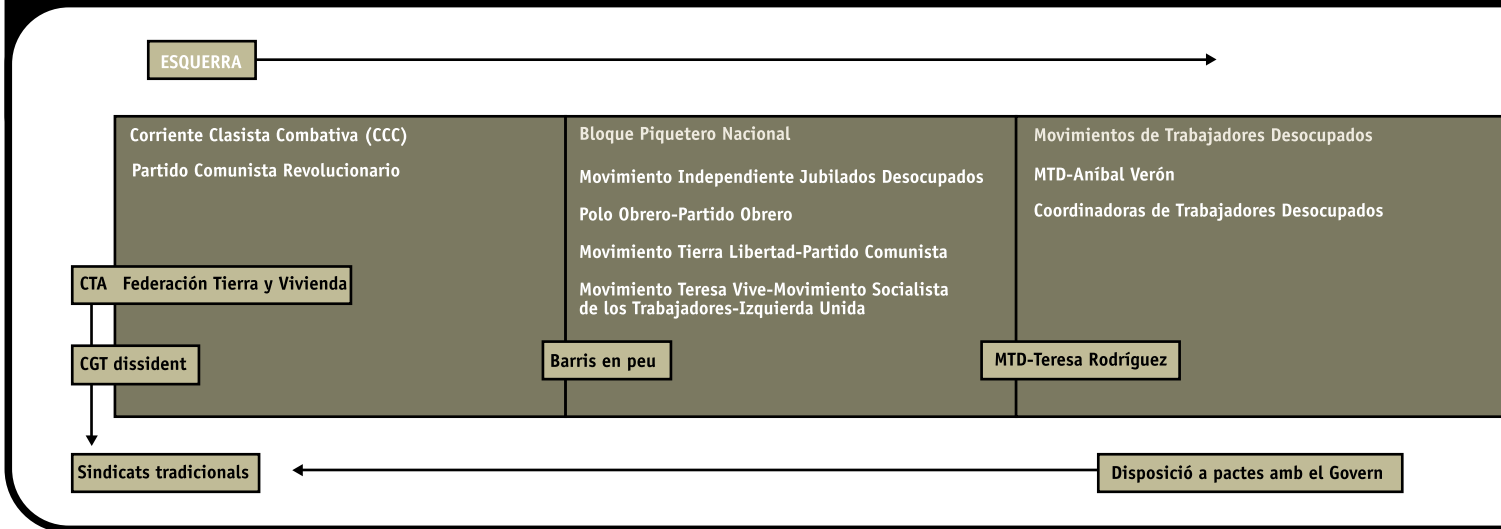 ESQUERRA
Corriente Clasista Combativa (CCC)
Partido Comunista Revolucionario
CTA Federación Tierra y Vivienda
CGT dissident
Bloque Piquetero Nacional
Movimiento Independiente Jubilados Desocupados
Polo Obrero-Partido Obrero
Movimiento Tierra Libertad-Partido Comunista
Movimiento Teresa Vive-Movimiento Socialista
de los Trabajadores-Izquierda Unida
Barris en peu
Movimientos de Trabajadores Desocupados
MTD-Aníbal Verón
Coordinadoras de Trabajadores Desocupados
MTD-Teresa Rodríguez
Sindicats tradicionals
Disposició a pactes amb el Govern